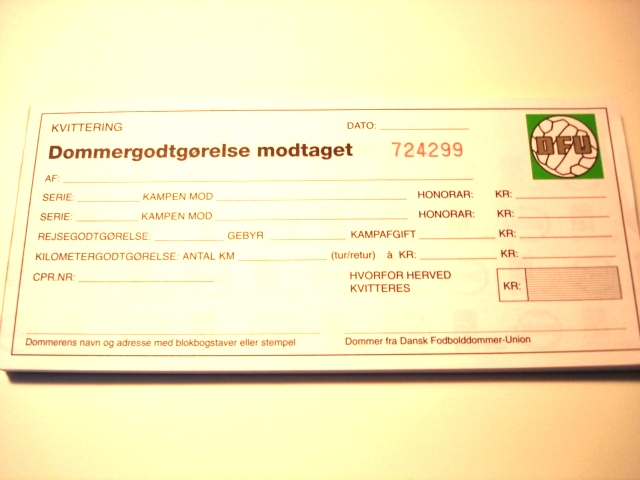 KVITTERING DATO:
Dommergodtgørelse modtaget 724299
DFU
AF:
SERIE: KAMPEN MOD HONORAR: KR:
SERIE: KAMPEN MOD HONORAR: KR:
REJSEGODTGØRELSE: GEBYR KAMPAFGIFT KR:
KILOMETERGODTGØRELSE: ANTAL KM (tur/retur) à KR: KR:
CPR.NR: HVORFOR HERVED KR:
KVITTERES
Dommerens navn og adresse med blokbogstaver eller stempel Dommer fra Dansk Fodbolddommer-Union